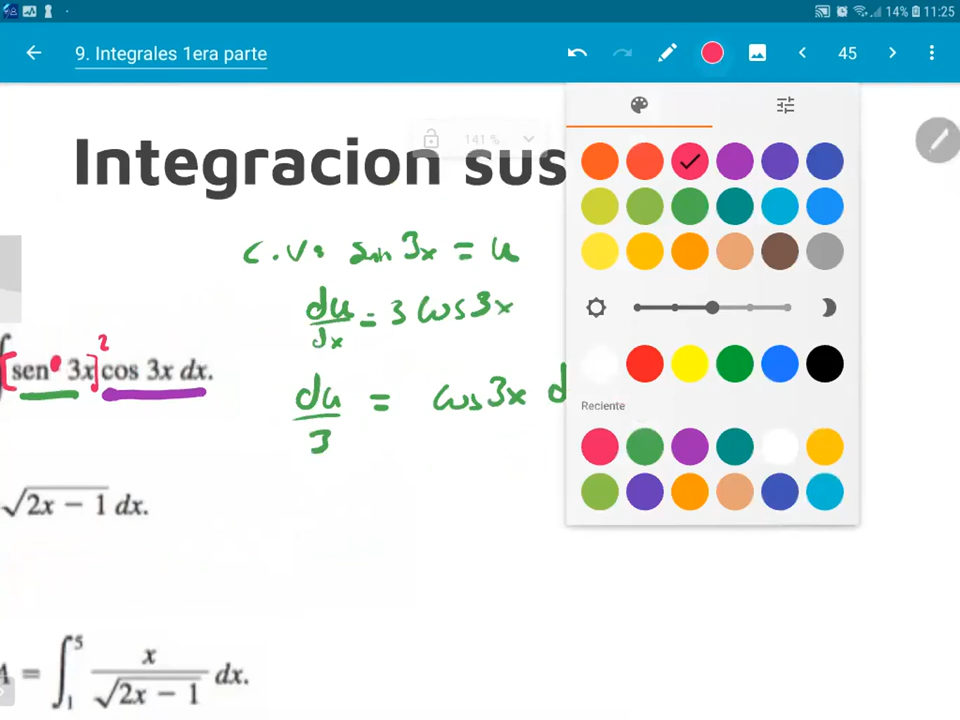 14% 11:25
9. Integrales 1era parte
45
141 %
Integracion sus
c.v: sin 3x = u
du/dx = 3 cos 3x
[sen 3x]² cos 3x dx.
du/3 = cos 3x d
√2x − 1 dx.
Reciente
= ∫₁⁵ x/√2x − 1 dx.